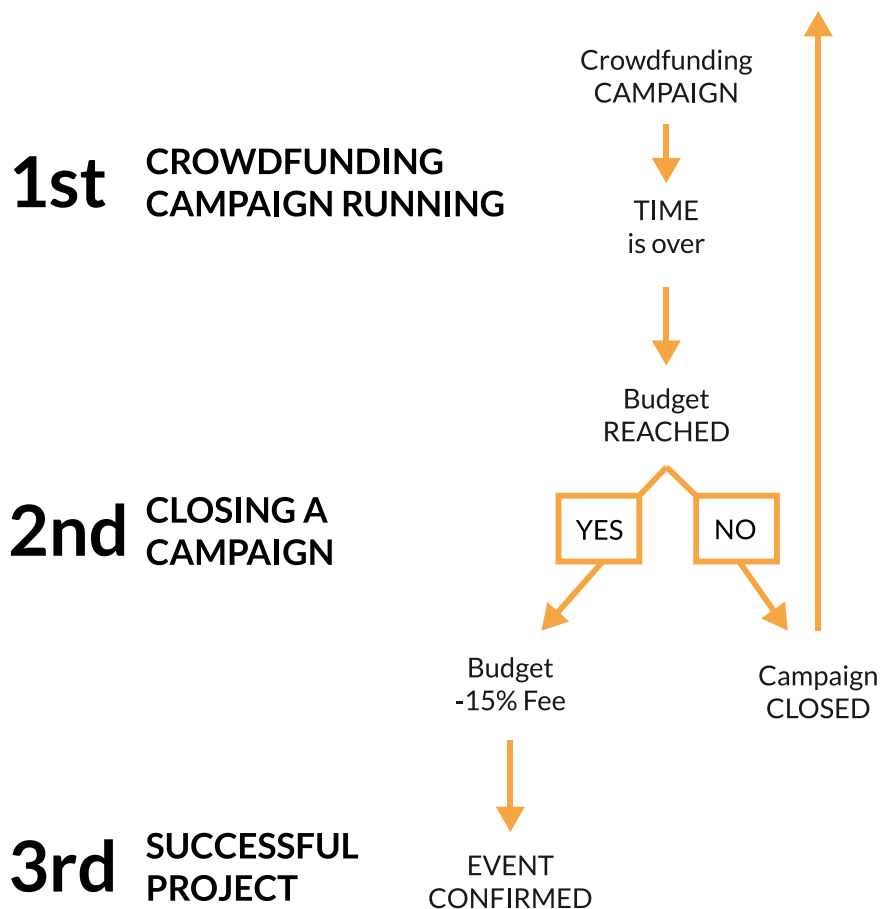 Crowdfunding
CAMPAIGN
1st
CROWDFUNDING
CAMPAIGN RUNNING
TIME
is over
Budget
REACHED
2nd
CLOSING A
CAMPAIGN
YES
NO
Budget
-15% Fee
Campaign
CLOSED
3rd
SUCCESSFUL
PROJECT
EVENT
CONFIRMED